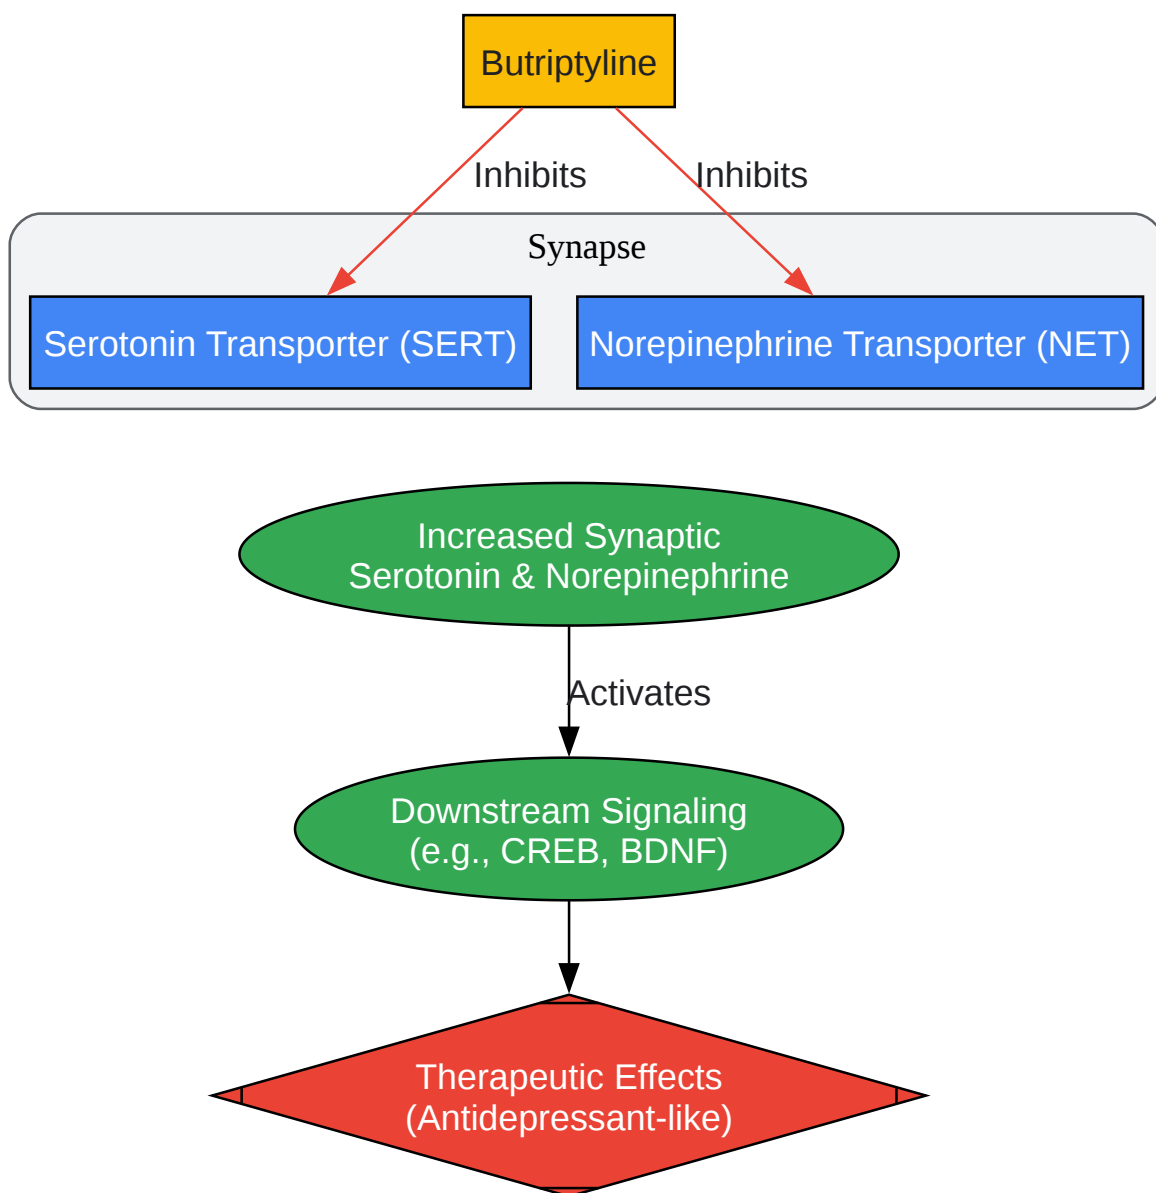 Butriptyline
Inhibits
Inhibits
Synapse
Serotonin Transporter (SERT)
Norepinephrine Transporter (NET)
Increased Synaptic
Serotonin & Norepinephrine
Activates
Downstream Signaling
(e.g., CREB, BDNF)
Therapeutic Effects
(Antidepressant-like)